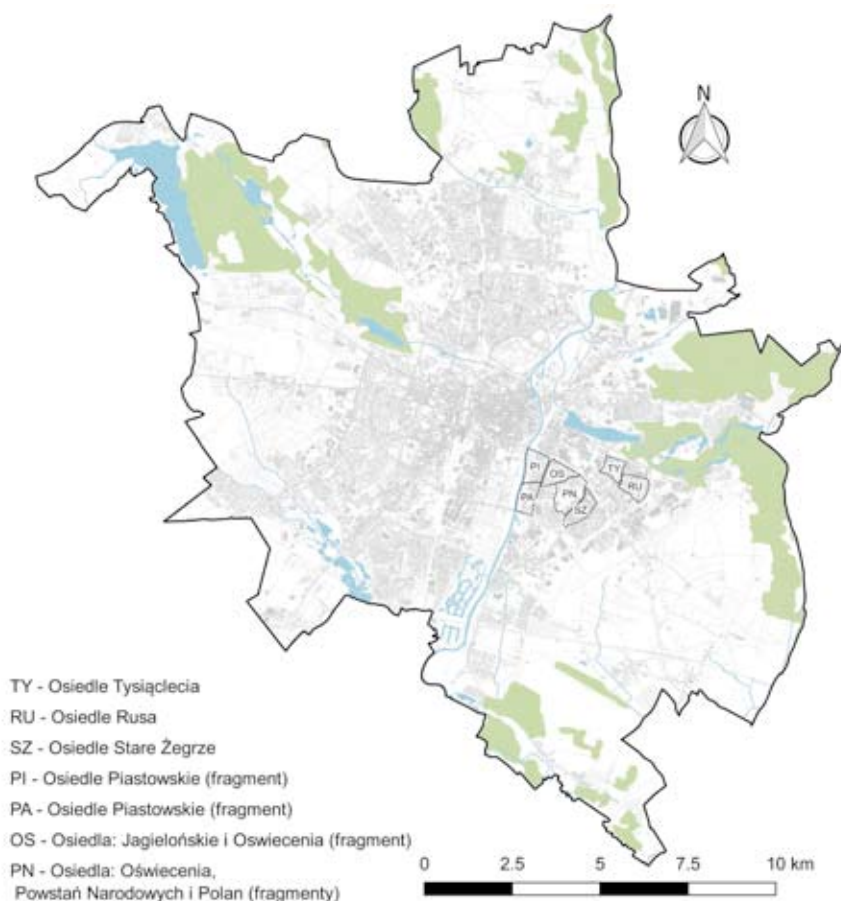 N
PI
OS
TY
RU
PA
PN
SZ
TY - Osiedle Tysiąclecia
RU - Osiedle Rusa
SZ - Osiedle Stare Żegrze
PI - Osiedle Piastowskie (fragment)
PA - Osiedle Piastowskie (fragment)
OS - Osiedla: Jagielońskie i Oswiecenia (fragment)
PN - Osiedla: Oświecenia,
Powstań Narodowych i Polan (fragmenty)
0 2.5 5 7.5 10 km